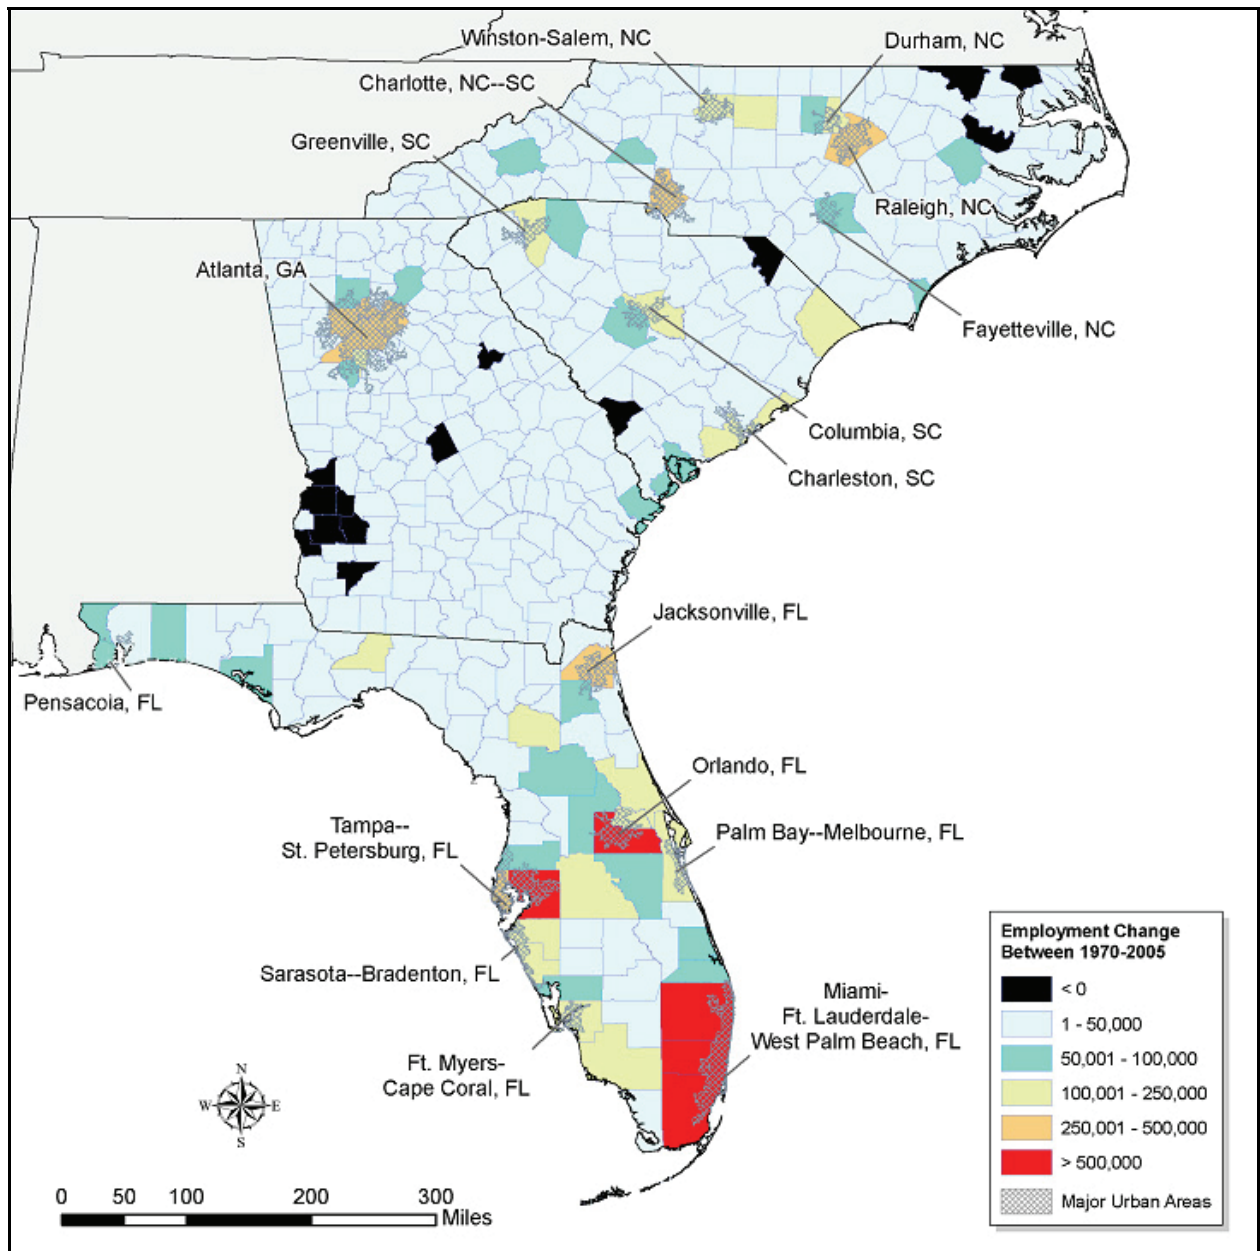 Winston-Salem, NC
Durham, NC
Charlotte, NC--SC
Greenville, SC
Raleigh, NC
Atlanta, GA
Fayetteville, NC
Columbia, SC
Charleston, SC
Jacksonville, FL
Pensacoia, FL
Orlando, FL
Tampa--
St. Petersburg, FL
Palm Bay--Melbourne, FL
Sarasota--Bradenton, FL
Miami-
Ft. Lauderdale-
West Palm Beach, FL
Ft. Myers-
Cape Coral, FL
Employment Change
Between 1970-2005
< 0
1 - 50,000
50,001 - 100,000
100,001 - 250,000
250,001 - 500,000
> 500,000
Major Urban Areas
N
W E
S
0 50 100 200 300
Miles